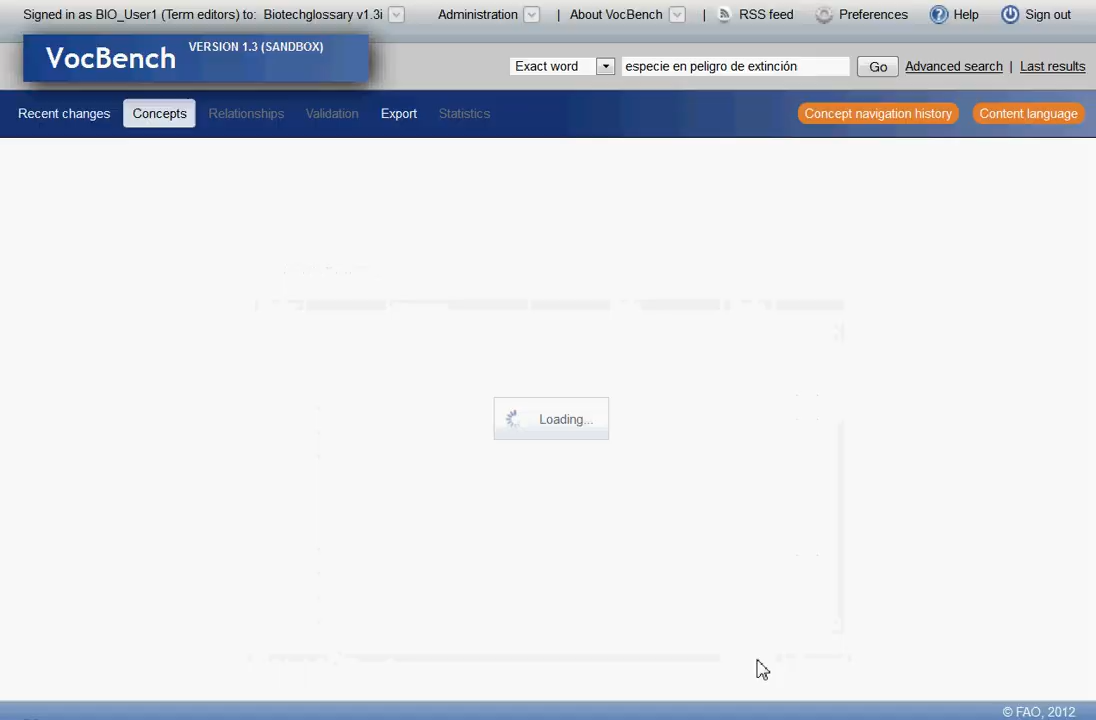 Signed in as BIO_User1 (Term editors) to: Biotechglossary v1.3i Administration | About VocBench | RSS feed Preferences Help Sign out
VocBench VERSION 1.3 (SANDBOX)
Exact word especie en peligro de extinción Go Advanced search | Last results
Recent changes Concepts Relationships Validation Export Statistics Concept navigation history Content language
Loading...
© FAO, 2012